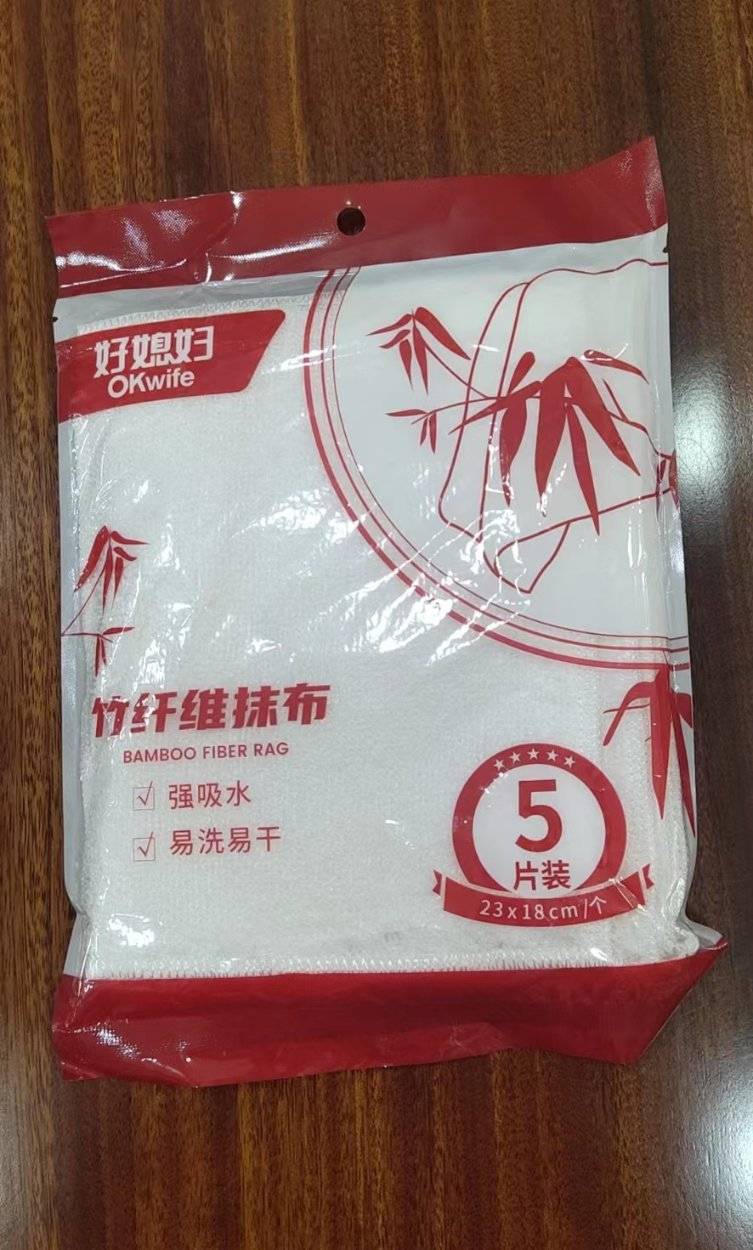 好媳妇
OKwife
竹纤维抹布
BAMBOO FIBER RAG
强吸水
易洗易干
5
片装
23x18cm/个